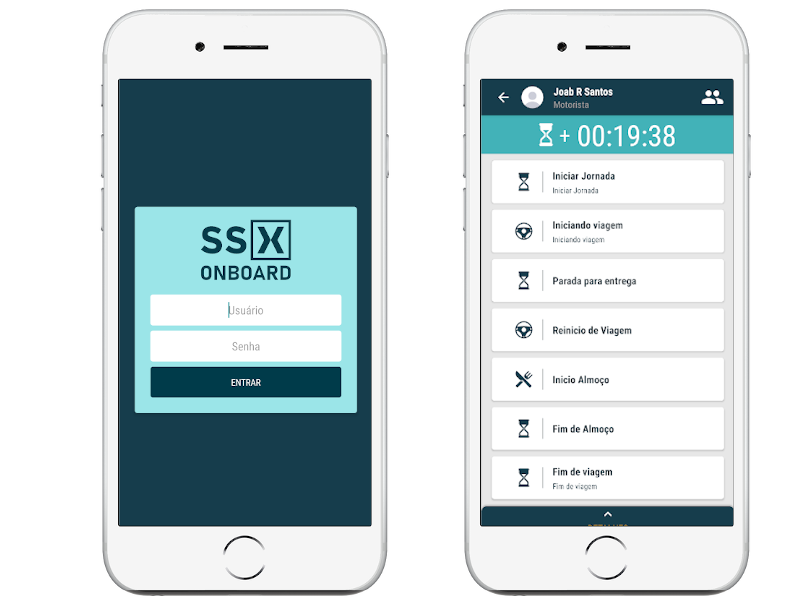 SSX
ONBOARD
Usuário
Senha
ENTRAR
Joab R Santos
Motorista
+ 00:19:38
Iniciar Jornada
Iniciar Jornada
Iniciando viagem
Iniciando viagem
Parada para entrega
Reinicio de Viagem
Inicio Almoço
Fim de Almoço
Fim de viagem
Fim de viagem